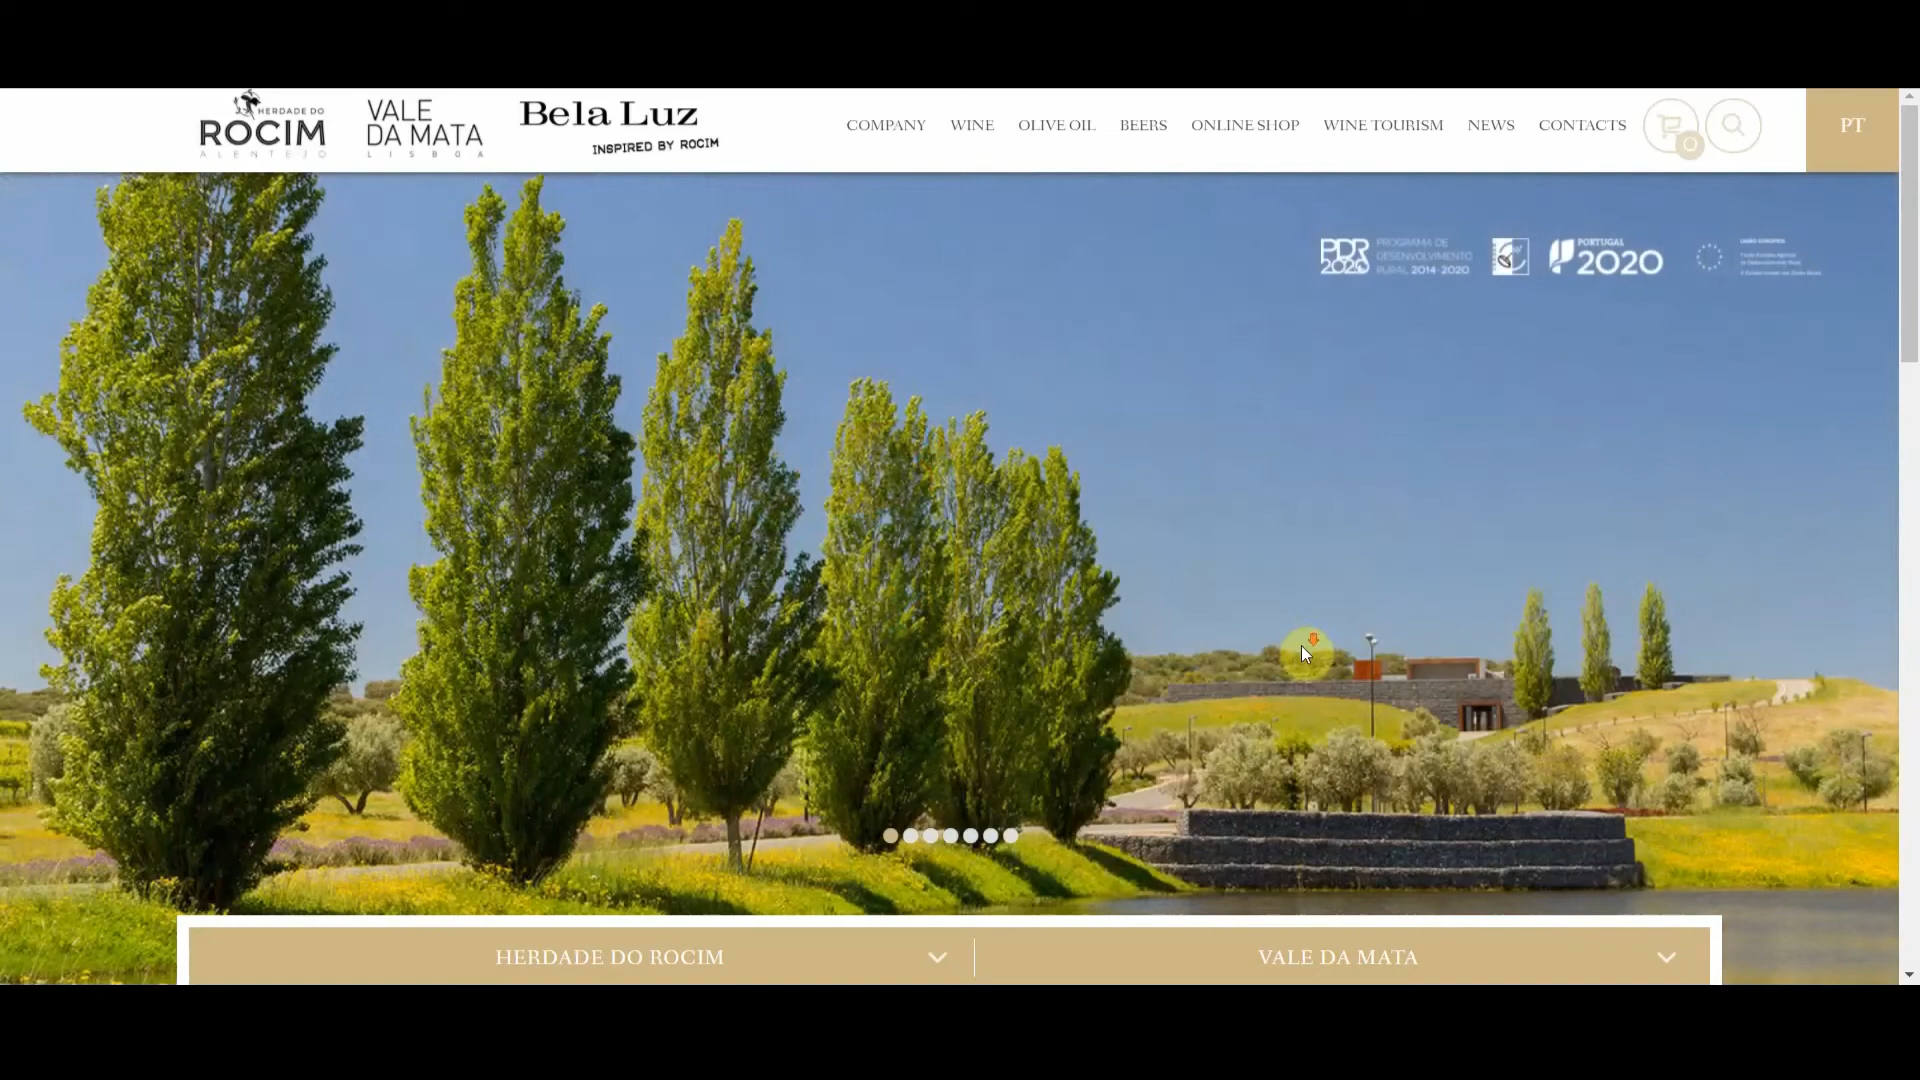 HERDADE DO
ROCIM
ALENTEJO
VALE
DA MATA
LISBOA
Bela Luz
INSPIRED BY ROCIM
COMPANY WINE OLIVE OIL BEERS ONLINE SHOP WINE TOURISM NEWS CONTACTS
0
PT
PDR
2020
PROGRAMA DE
DESENVOLVIMENTO
RURAL 2014·2020
PORTUGAL
2020
UNIÃO EUROPEIA
HERDADE DO ROCIM
VALE DA MATA